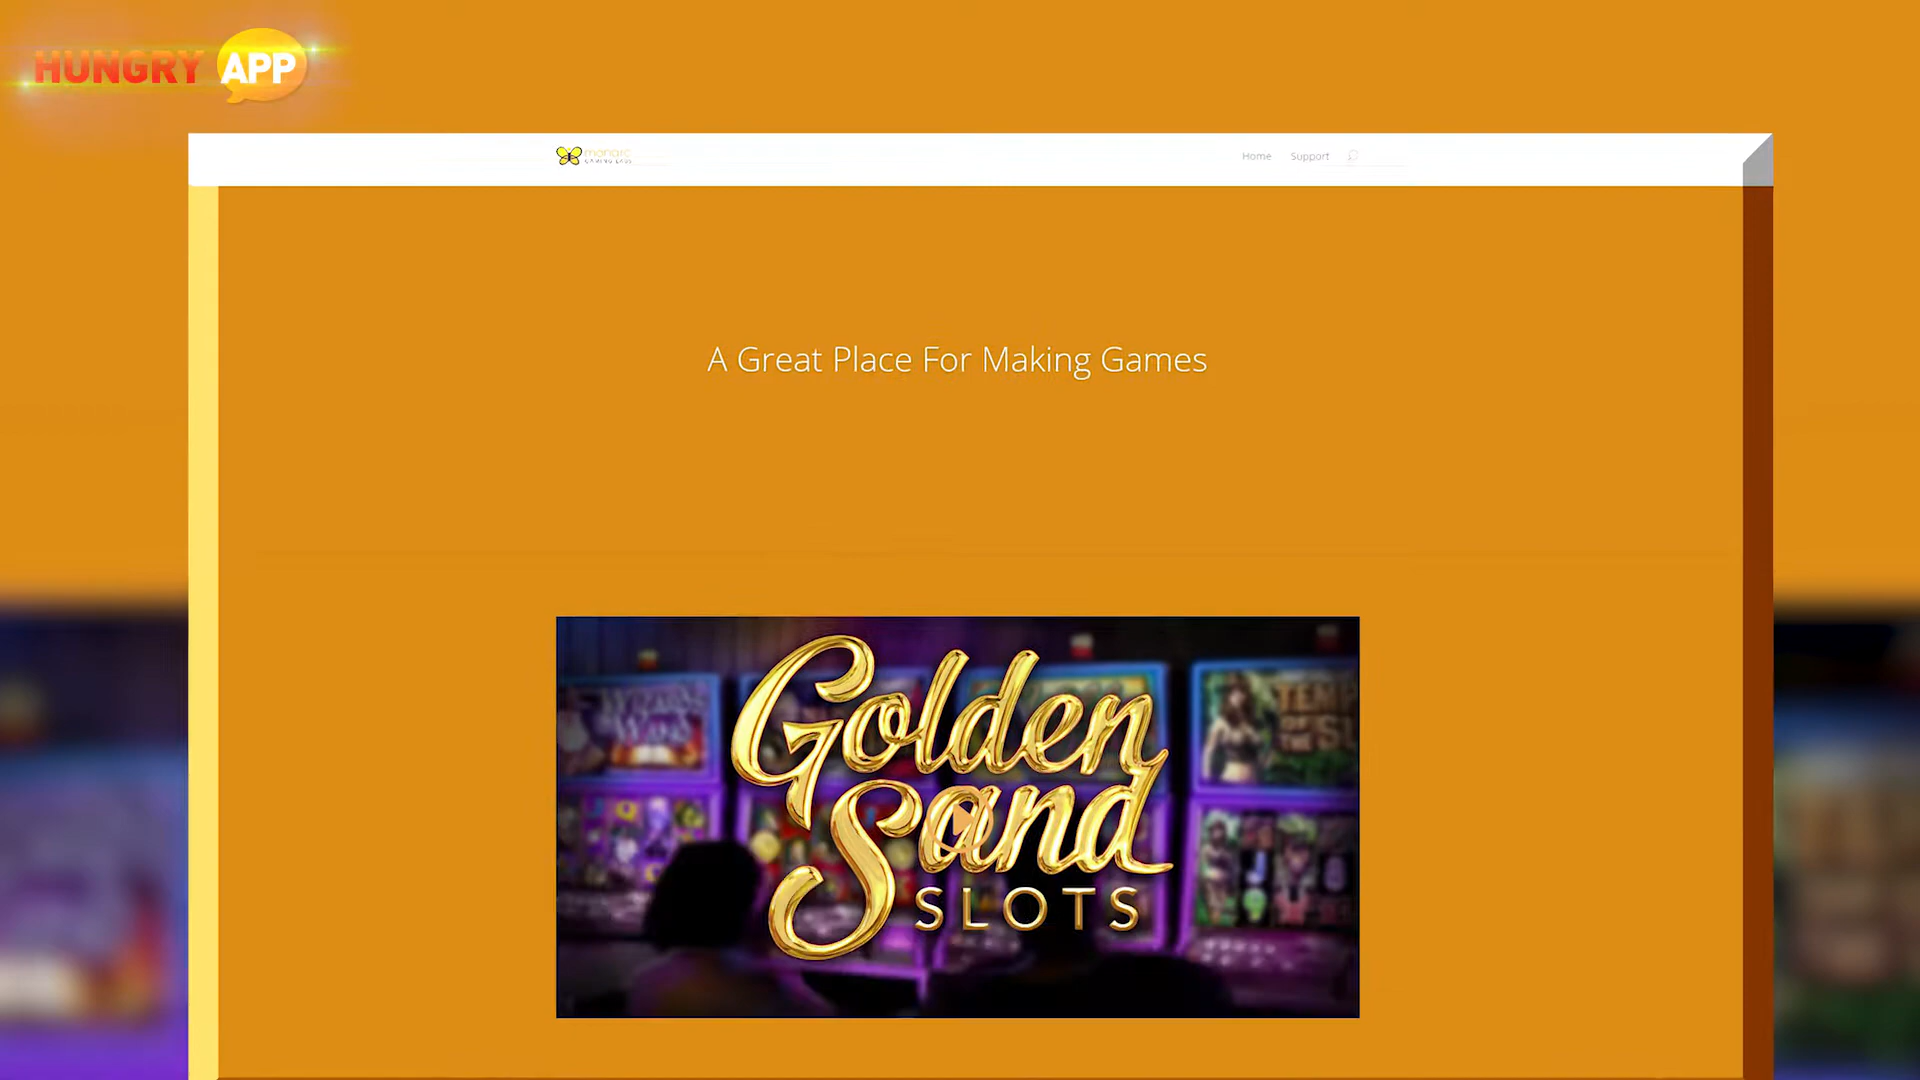 HUNGRY APP
Home Support
A Great Place For Making Games
Golden
Sand
SLOTS